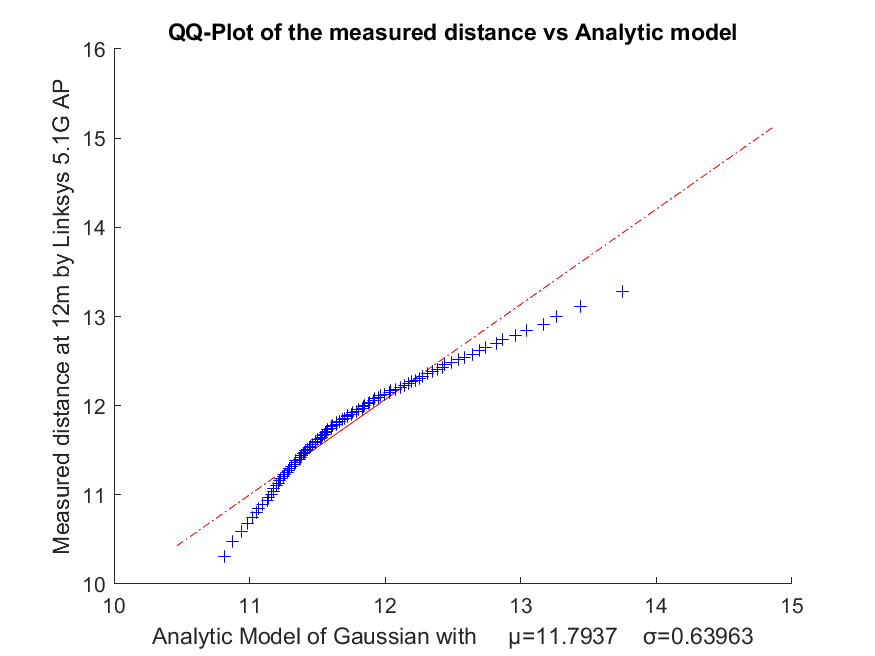 QQ-Plot of the measured distance vs Analytic model
16
15
14
13
12
11
10
Measured distance at 12m by Linksys 5.1G AP
10 11 12 13 14 15
Analytic Model of Gaussian with μ=11.7937 σ=0.63963